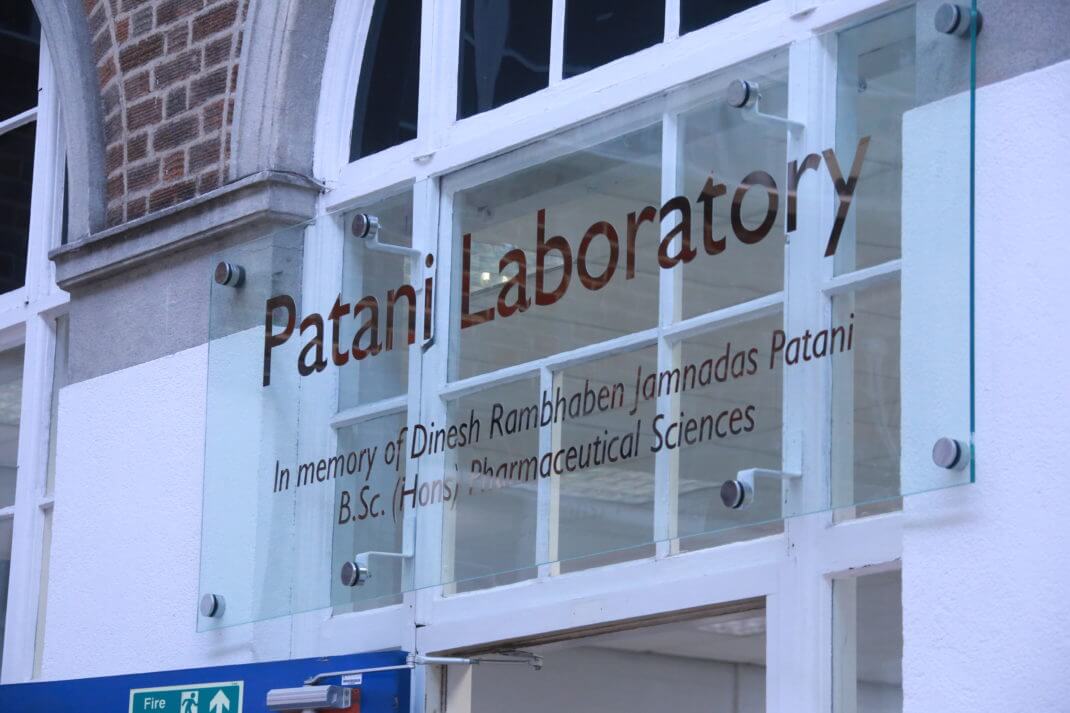 Patani Laboratory
In memory of Dinesh Rambhaben Jamnadas Patani
B.Sc. (Hons) Pharmaceutical Sciences
Fire